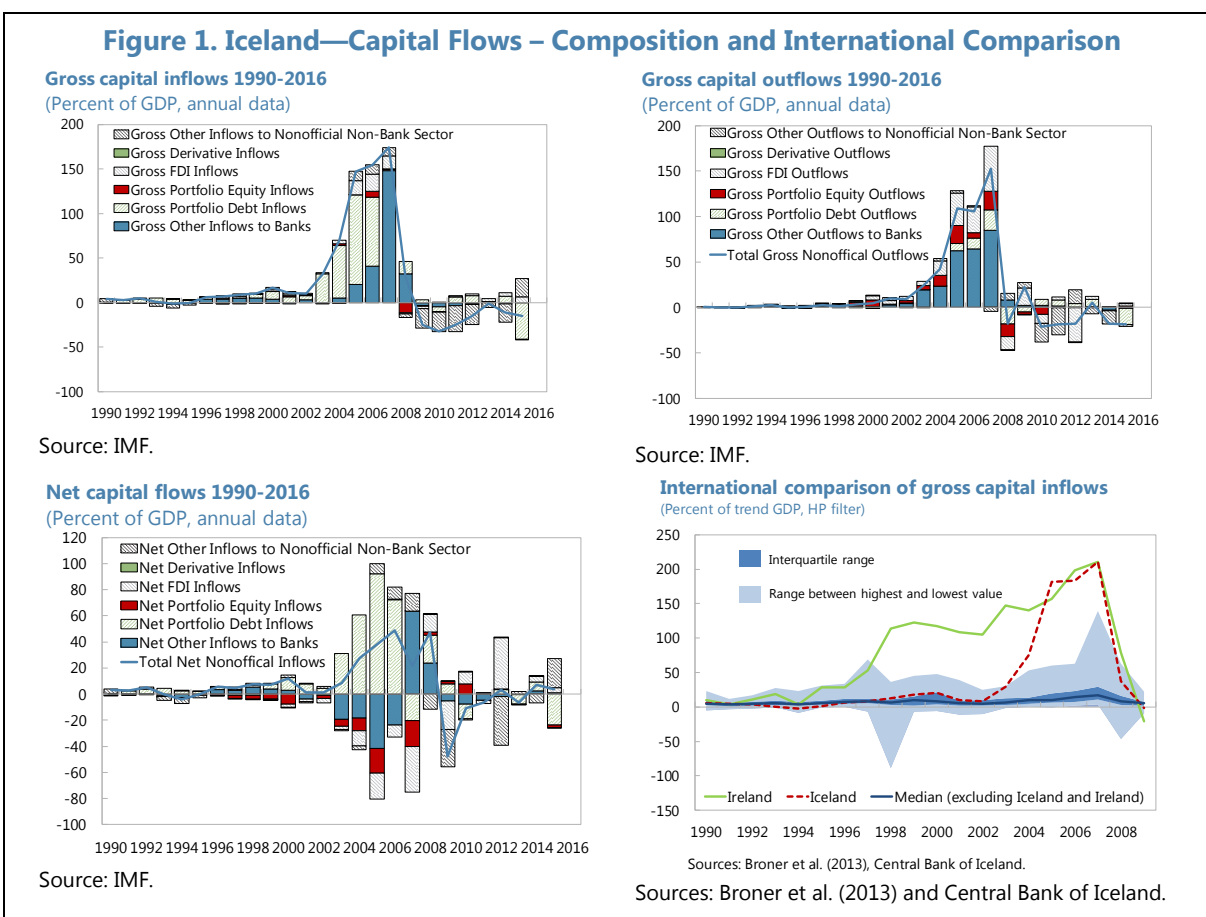 Figure 1. Iceland—Capital Flows – Composition and International Comparison
Gross capital inflows 1990-2016
(Percent of GDP, annual data)
200
150
100
50
0
-50
-100
Gross Other Inflows to Nonofficial Non-Bank Sector
Gross Derivative Inflows
Gross FDI Inflows
Gross Portfolio Equity Inflows
Gross Portfolio Debt Inflows
Gross Other Inflows to Banks
1990 1992 1994 1996 1998 2000 2002 2004 2006 2008 2010 2012 2014 2016
Source: IMF.
Gross capital outflows 1990-2016
(Percent of GDP, annual data)
200
150
100
50
0
-50
-100
Gross Other Outflows to Nonofficial Non-Bank Sector
Gross Derivative Outflows
Gross FDI Outflows
Gross Portfolio Equity Outflows
Gross Portfolio Debt Outflows
Gross Other Outflows to Banks
Total Gross Nonoffical Outflows
1990 1992 1994 1996 1998 2000 2002 2004 2006 2008 2010 2012 2014 2016
Source: IMF.
Net capital flows 1990-2016
(Percent of GDP, annual data)
120
100
80
60
40
20
0
-20
-40
-60
-80
-100
Net Other Inflows to Nonofficial Non-Bank Sector
Net Derivative Inflows
Net FDI Inflows
Net Portfolio Equity Inflows
Net Portfolio Debt Inflows
Net Other Inflows to Banks
Total Net Nonoffical Inflows
1990 1992 1994 1996 1998 2000 2002 2004 2006 2008 2010 2012 2014 2016
Source: IMF.
International comparison of gross capital inflows
(Percent of trend GDP, HP filter)
250
200
150
100
50
0
-50
-100
-150
Interquartile range
Range between highest and lowest value
Ireland Iceland Median (excluding Iceland and Ireland)
1990 1992 1994 1996 1998 2000 2002 2004 2006 2008
Sources: Broner et al. (2013), Central Bank of Iceland.
Sources: Broner et al. (2013) and Central Bank of Iceland.